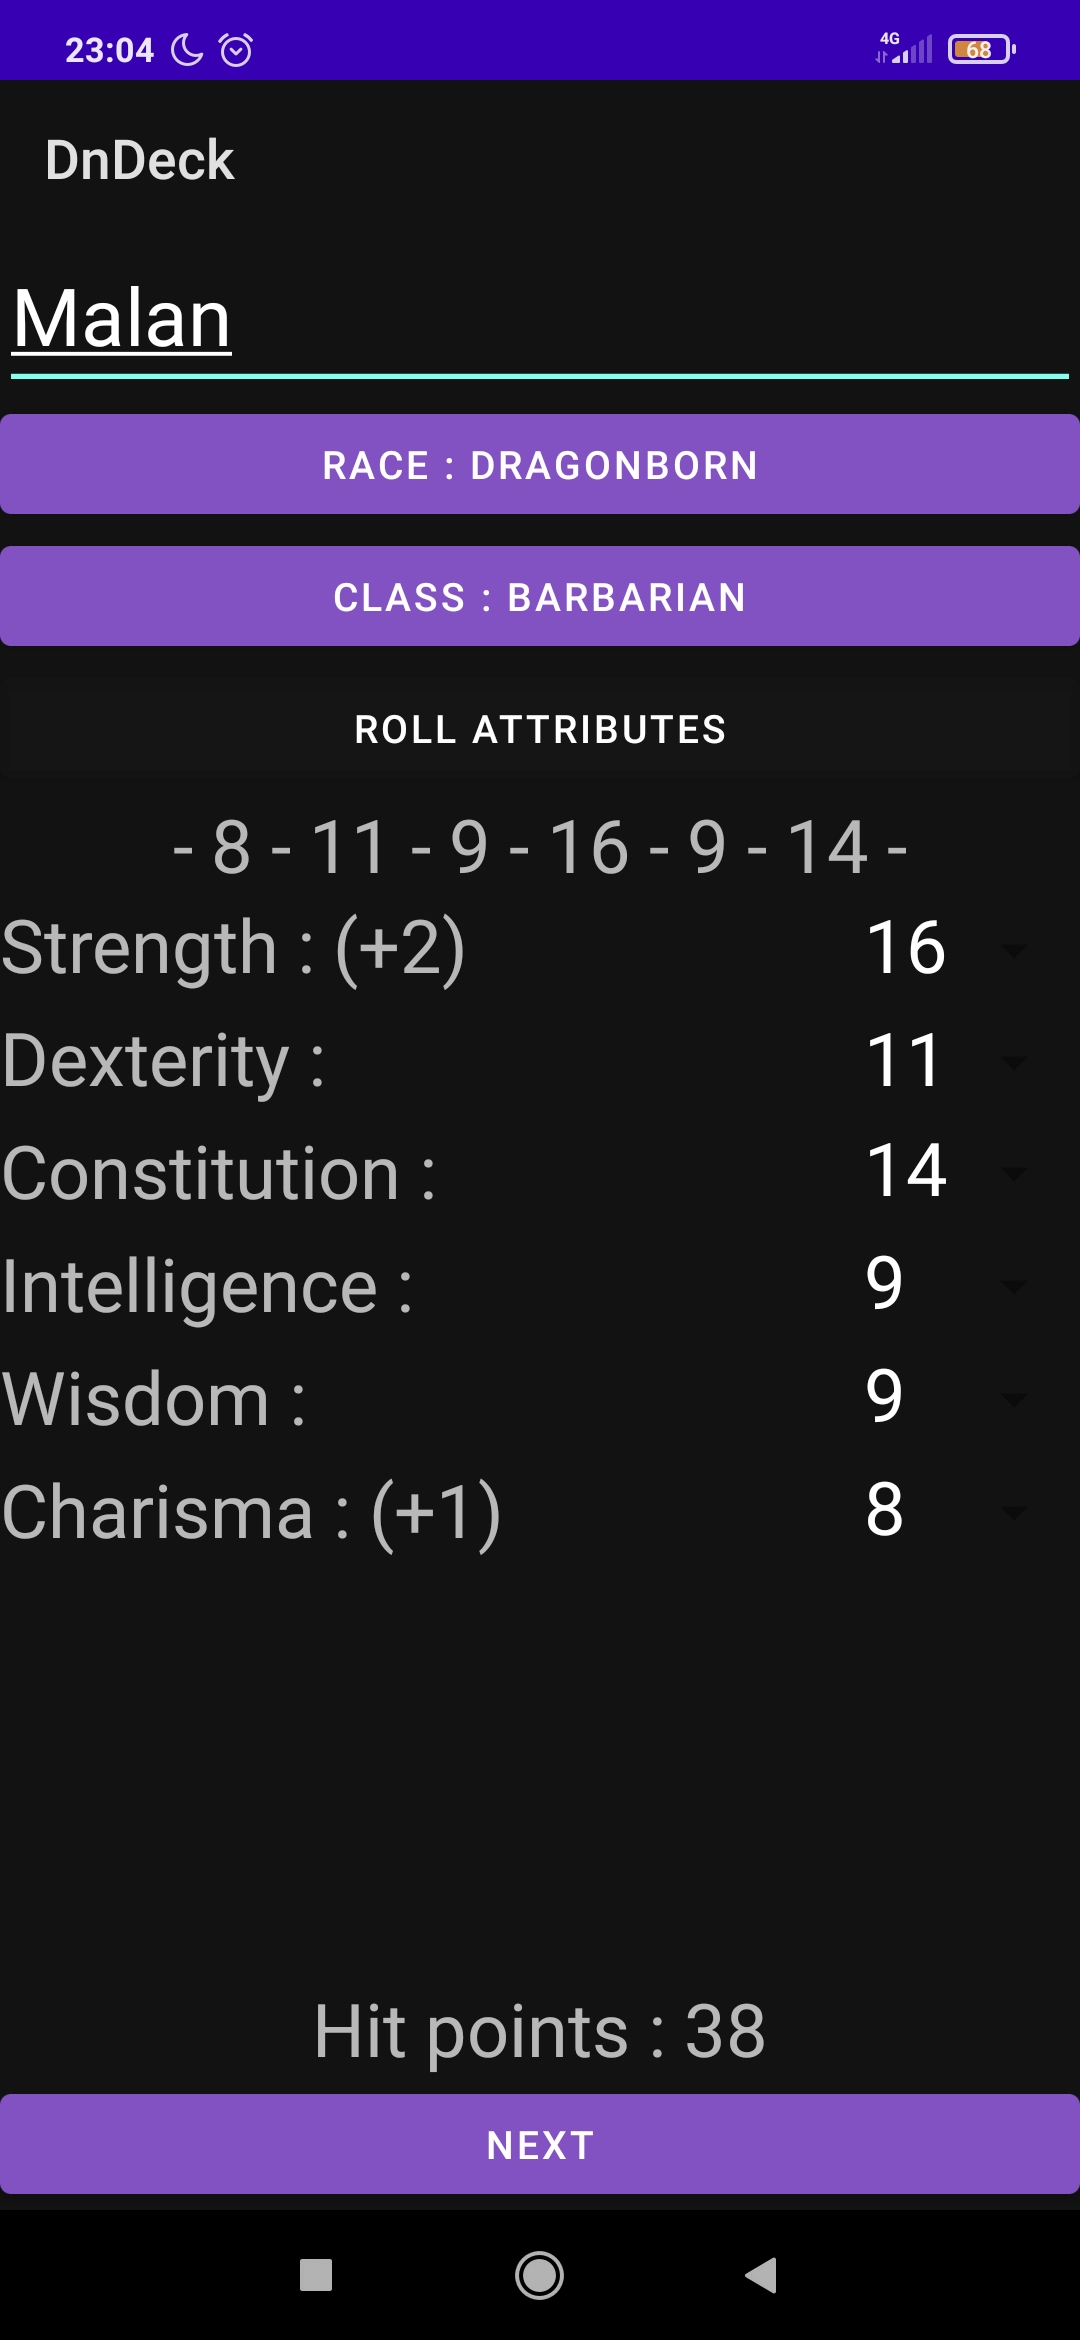 23:04 4G 68
DnDeck
Malan
RACE : DRAGONBORN
CLASS : BARBARIAN
ROLL ATTRIBUTES
- 8 - 11 - 9 - 16 - 9 - 14 -
Strength : (+2) 16
Dexterity : 11
Constitution : 14
Intelligence : 9
Wisdom : 9
Charisma : (+1) 8
Hit points : 38
NEXT